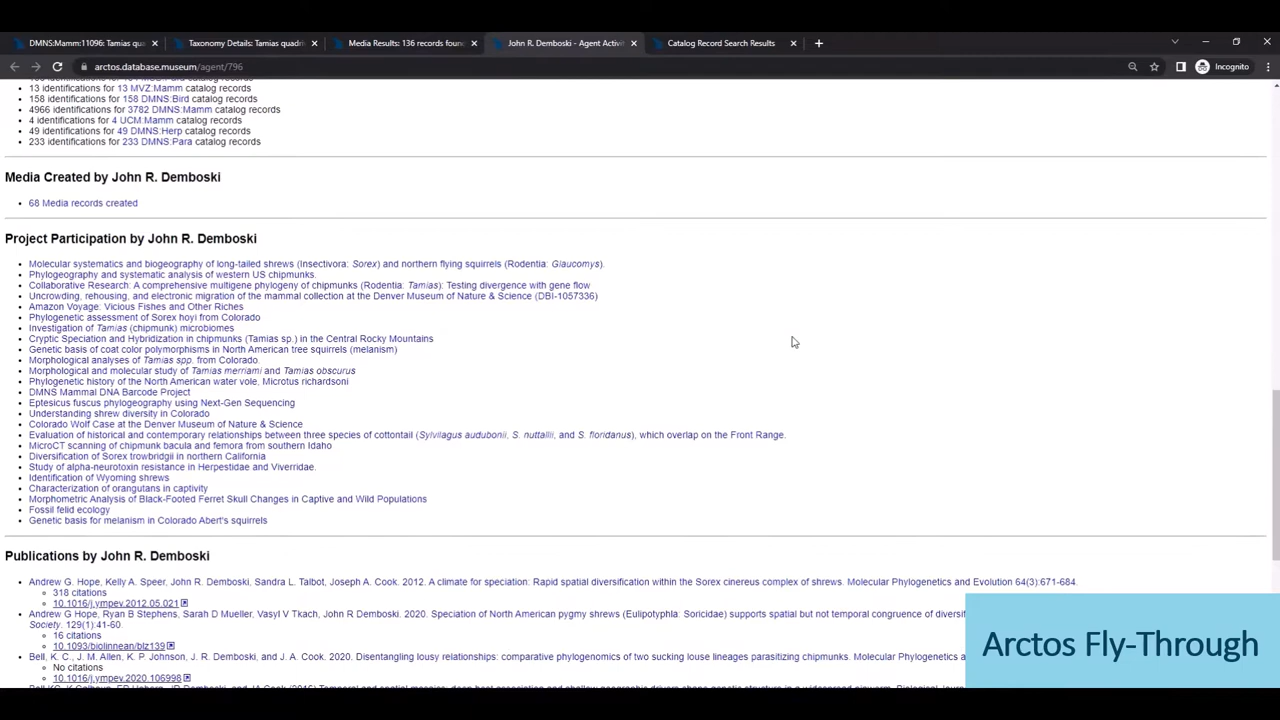 DMNS:Mamm:11096: Tamias qua
Taxonomy Details: Tamias quadriv
Media Results: 136 records found
John R. Demboski - Agent Activit
Catalog Record Search Results
arctos.database.museum/agent/796
Incognito
13 identifications for 13 MVZ:Mamm catalog records
158 identifications for 158 DMNS:Bird catalog records
4966 identifications for 3782 DMNS:Mamm catalog records
4 identifications for 4 UCM:Mamm catalog records
49 identifications for 49 DMNS:Herp catalog records
233 identifications for 233 DMNS:Para catalog records
Media Created by John R. Demboski
68 Media records created
Project Participation by John R. Demboski
Molecular systematics and biogeography of long-tailed shrews (Insectivora: Sorex) and northern flying squirrels (Rodentia: Glaucomys).
Phylogeography and systematic analysis of western US chipmunks.
Collaborative Research: A comprehensive multigene phylogeny of chipmunks (Rodentia: Tamias): Testing divergence with gene flow
Uncrowding, rehousing, and electronic migration of the mammal collection at the Denver Museum of Nature & Science (DBI-1057336)
Amazon Voyage: Vicious Fishes and Other Riches
Phylogenetic assessment of Sorex hoyi from Colorado
Investigation of Tamias (chipmunk) microbiomes
Cryptic Speciation and Hybridization in chipmunks (Tamias sp.) in the Central Rocky Mountains
Genetic basis of coat color polymorphisms in North American tree squirrels (melanism)
Morphological analyses of Tamias spp. from Colorado.
Morphological and molecular study of Tamias merriami and Tamias obscurus
Phylogenetic history of the North American water vole, Microtus richardsoni
DMNS Mammal DNA Barcode Project
Eptesicus fuscus phylogeography using Next-Gen Sequencing
Understanding shrew diversity in Colorado
Colorado Wolf Case at the Denver Museum of Nature & Science
Evaluation of historical and contemporary relationships between three species of cottontail (Sylvilagus audubonii, S. nuttallii, and S. floridanus), which overlap on the Front Range.
MicroCT scanning of chipmunk bacula and femora from southern Idaho
Diversification of Sorex trowbridgii in northern California
Study of alpha-neurotoxin resistance in Herpestidae and Viverridae.
Identification of Wyoming shrews
Characterization of orangutans in captivity
Morphometric Analysis of Black-Footed Ferret Skull Changes in Captive and Wild Populations
Fossil felid ecology
Genetic basis for melanism in Colorado Abert's squirrels
Publications by John R. Demboski
Andrew G. Hope, Kelly A. Speer, John R. Demboski, Sandra L. Talbot, Joseph A. Cook. 2012. A climate for speciation: Rapid spatial diversification within the Sorex cinereus complex of shrews. Molecular Phylogenetics and Evolution 64(3):671-684.
318 citations
10.1016/j.ympev.2012.05.021
Andrew G. Hope, Ryan B Stephens, Sarah D Mueller, Vasyl V Tkach, John R Demboski. 2020. Speciation of North American pygmy shrews (Eulipotyphla: Soricidae) supports spatial but not temporal congruence of diversif
Society. 129(1):41-60.
16 citations
10.1093/biolinnean/blz139
Bell, K. C., J. M. Allen, K. P. Johnson, J. R. Demboski, and J. A. Cook. 2020. Disentangling lousy relationships: comparative phylogenomics of two sucking louse lineages parasitizing chipmunks. Molecular Phylogenetics a
No citations
10.1016/j.ympev.2020.106998
Arctos Fly-Through